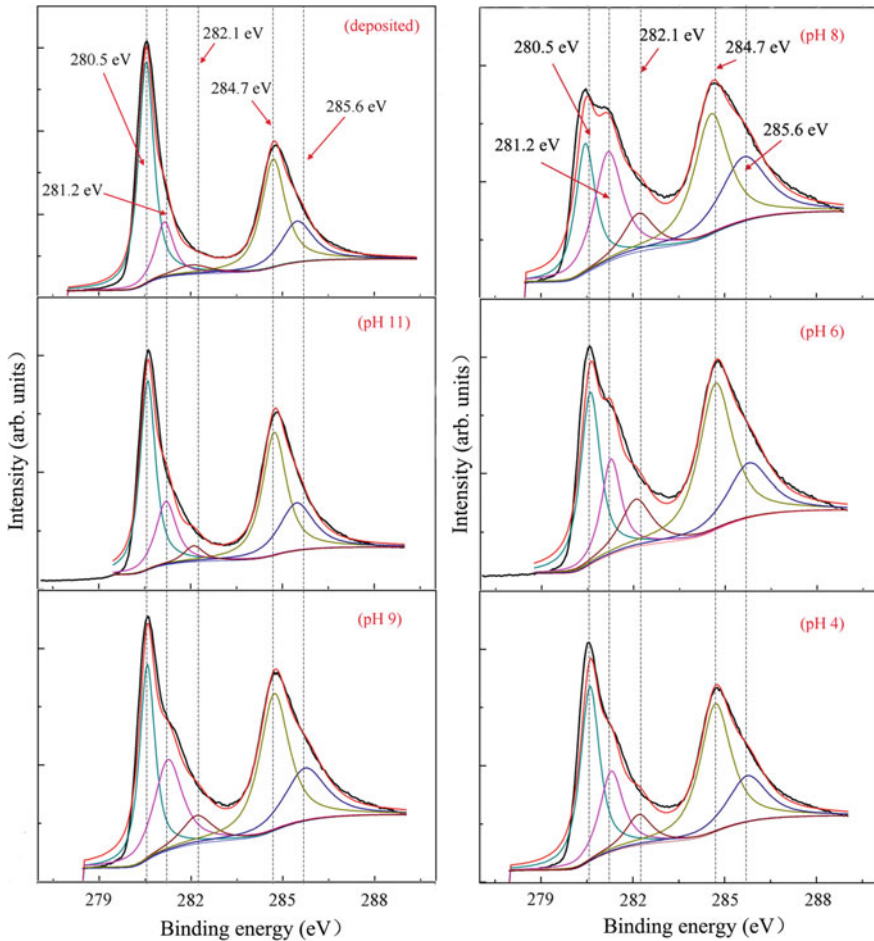 (deposited)
282.1 eV
280.5 eV
284.7 eV
285.6 eV
281.2 eV
(pH 8)
282.1 eV
284.7 eV
280.5 eV
285.6 eV
281.2 eV
(pH 11)
(pH 6)
(pH 9)
(pH 4)
Intensity (arb. units)
Intensity (arb. units)
279 282 285 288
Binding energy (eV)
279 282 285 288
Binding energy (eV)